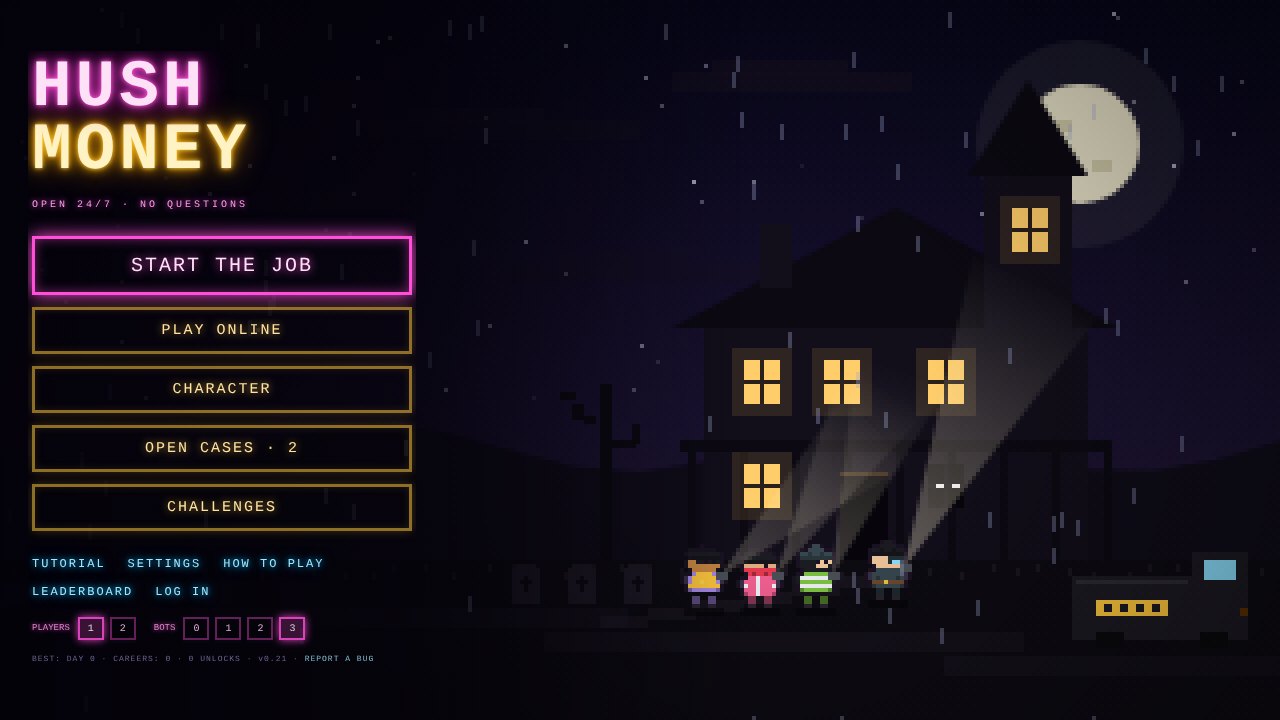 HUSH
MONEY
OPEN 24/7 · NO QUESTIONS
START THE JOB
PLAY ONLINE
CHARACTER
OPEN CASES · 2
CHALLENGES
TUTORIAL SETTINGS HOW TO PLAY
LEADERBOARD LOG IN
PLAYERS 1 2 BOTS 0 1 2 3
BEST: DAY 0 · CAREERS: 0 · 0 UNLOCKS · v0.21 · REPORT A BUG